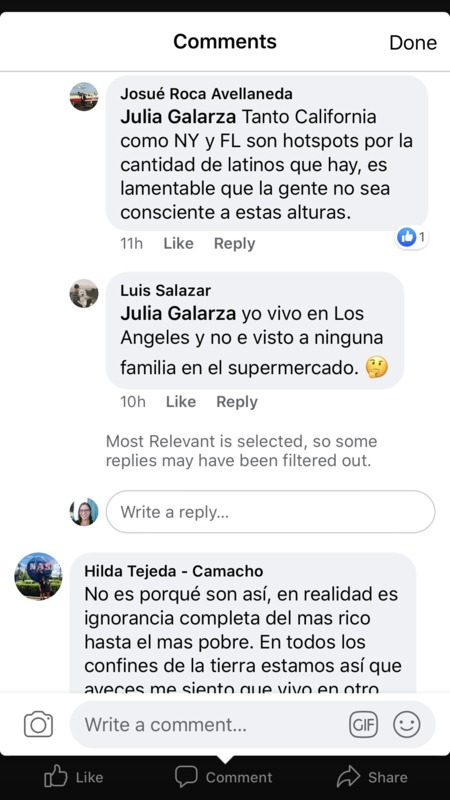 Comments
Done
Josué Roca Avellaneda
Julia Galarza Tanto California
como NY y FL son hotspots por la
cantidad de latinos que hay, es
lamentable que la gente no sea
consciente a estas alturas.
11h Like Reply
1
Luis Salazar
Julia Galarza yo vivo en Los
Angeles y no e visto a ninguna
familia en el supermercado.
10h Like Reply
Most Relevant is selected, so some
replies may have been filtered out.
Write a reply...
NASA
Hilda Tejeda - Camacho
No es porqué son así, en realidad es
ignorancia completa del mas rico
hasta el mas pobre. En todos los
confines de la tierra estamos así que
aveces me siento que vivo en otro
Write a comment...
GIF
Like Comment Share